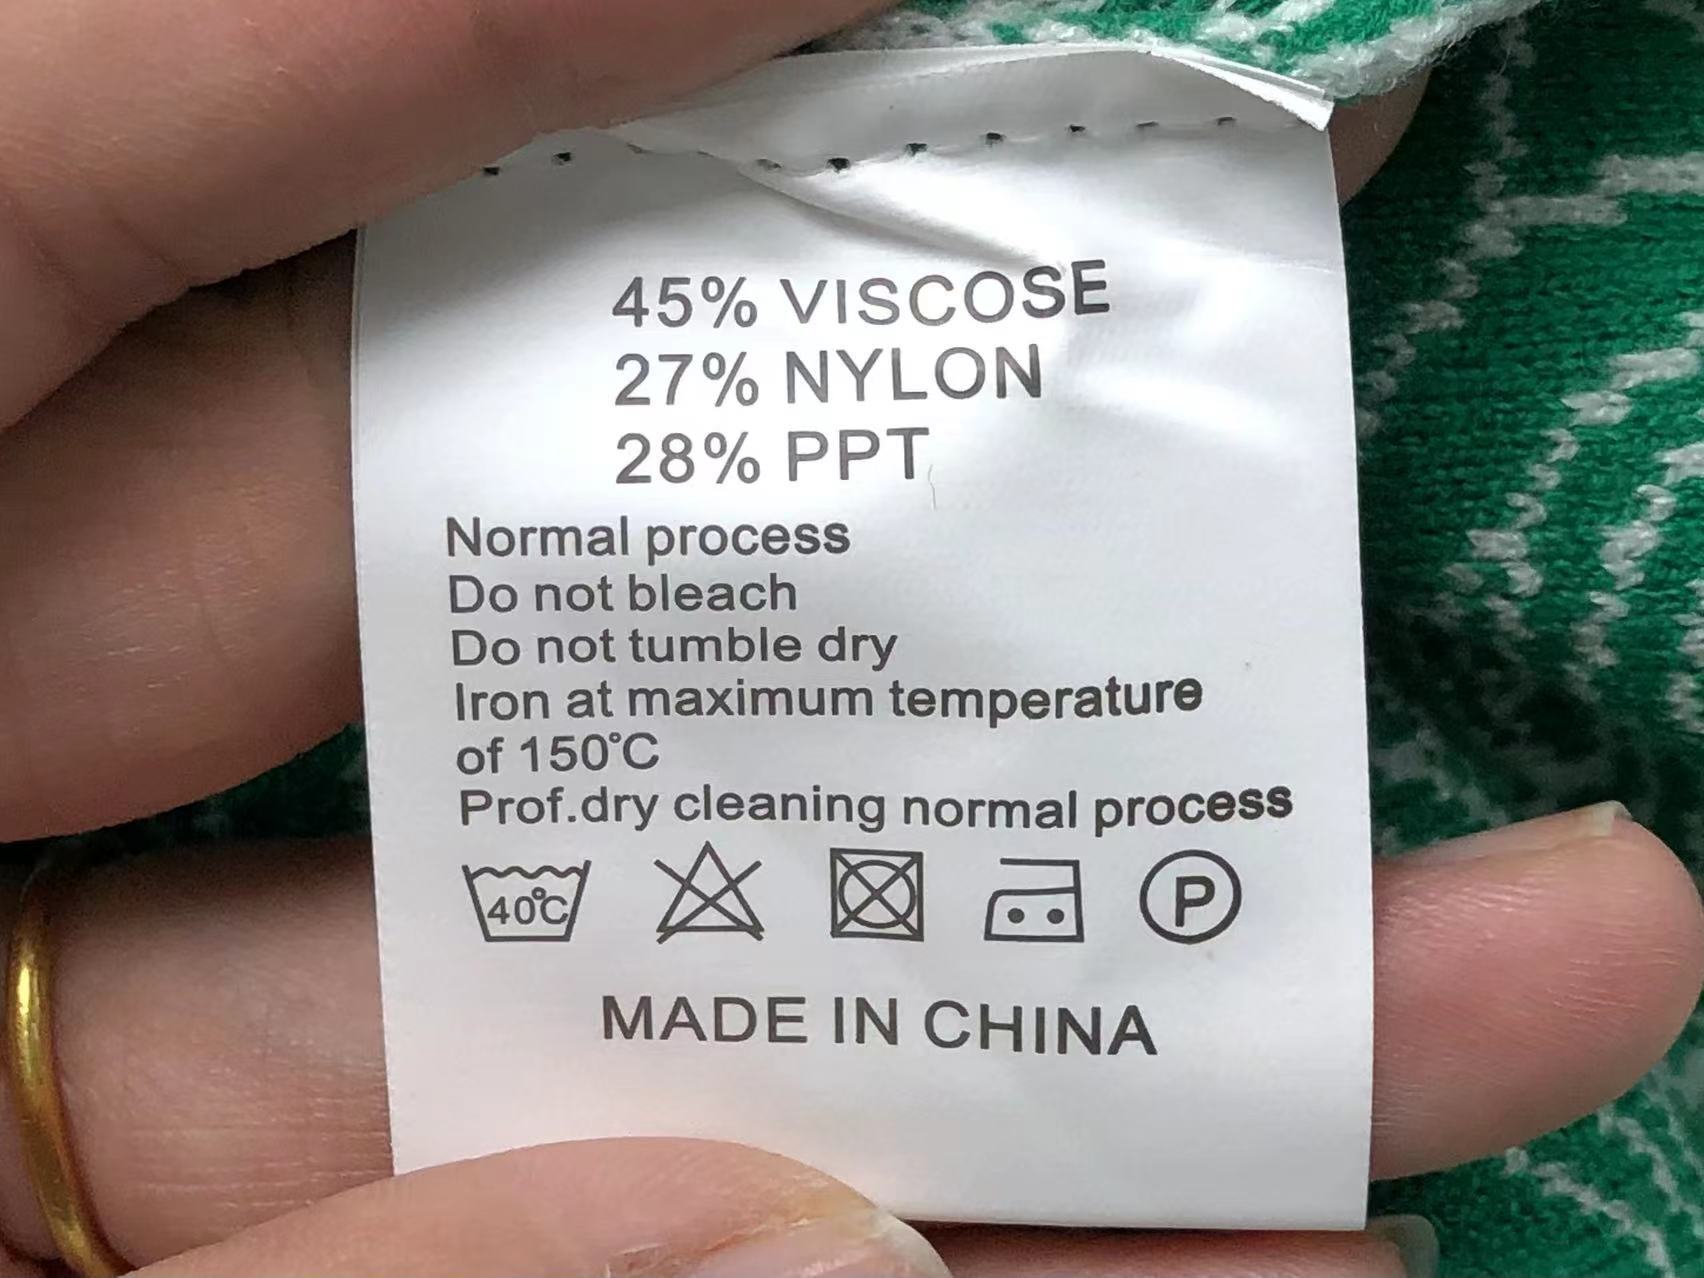 45% VISCOSE
27% NYLON
28% PPT
Normal process
Do not bleach
Do not tumble dry
Iron at maximum temperature
of 150°C
Prof.dry cleaning normal process
40°C P
MADE IN CHINA